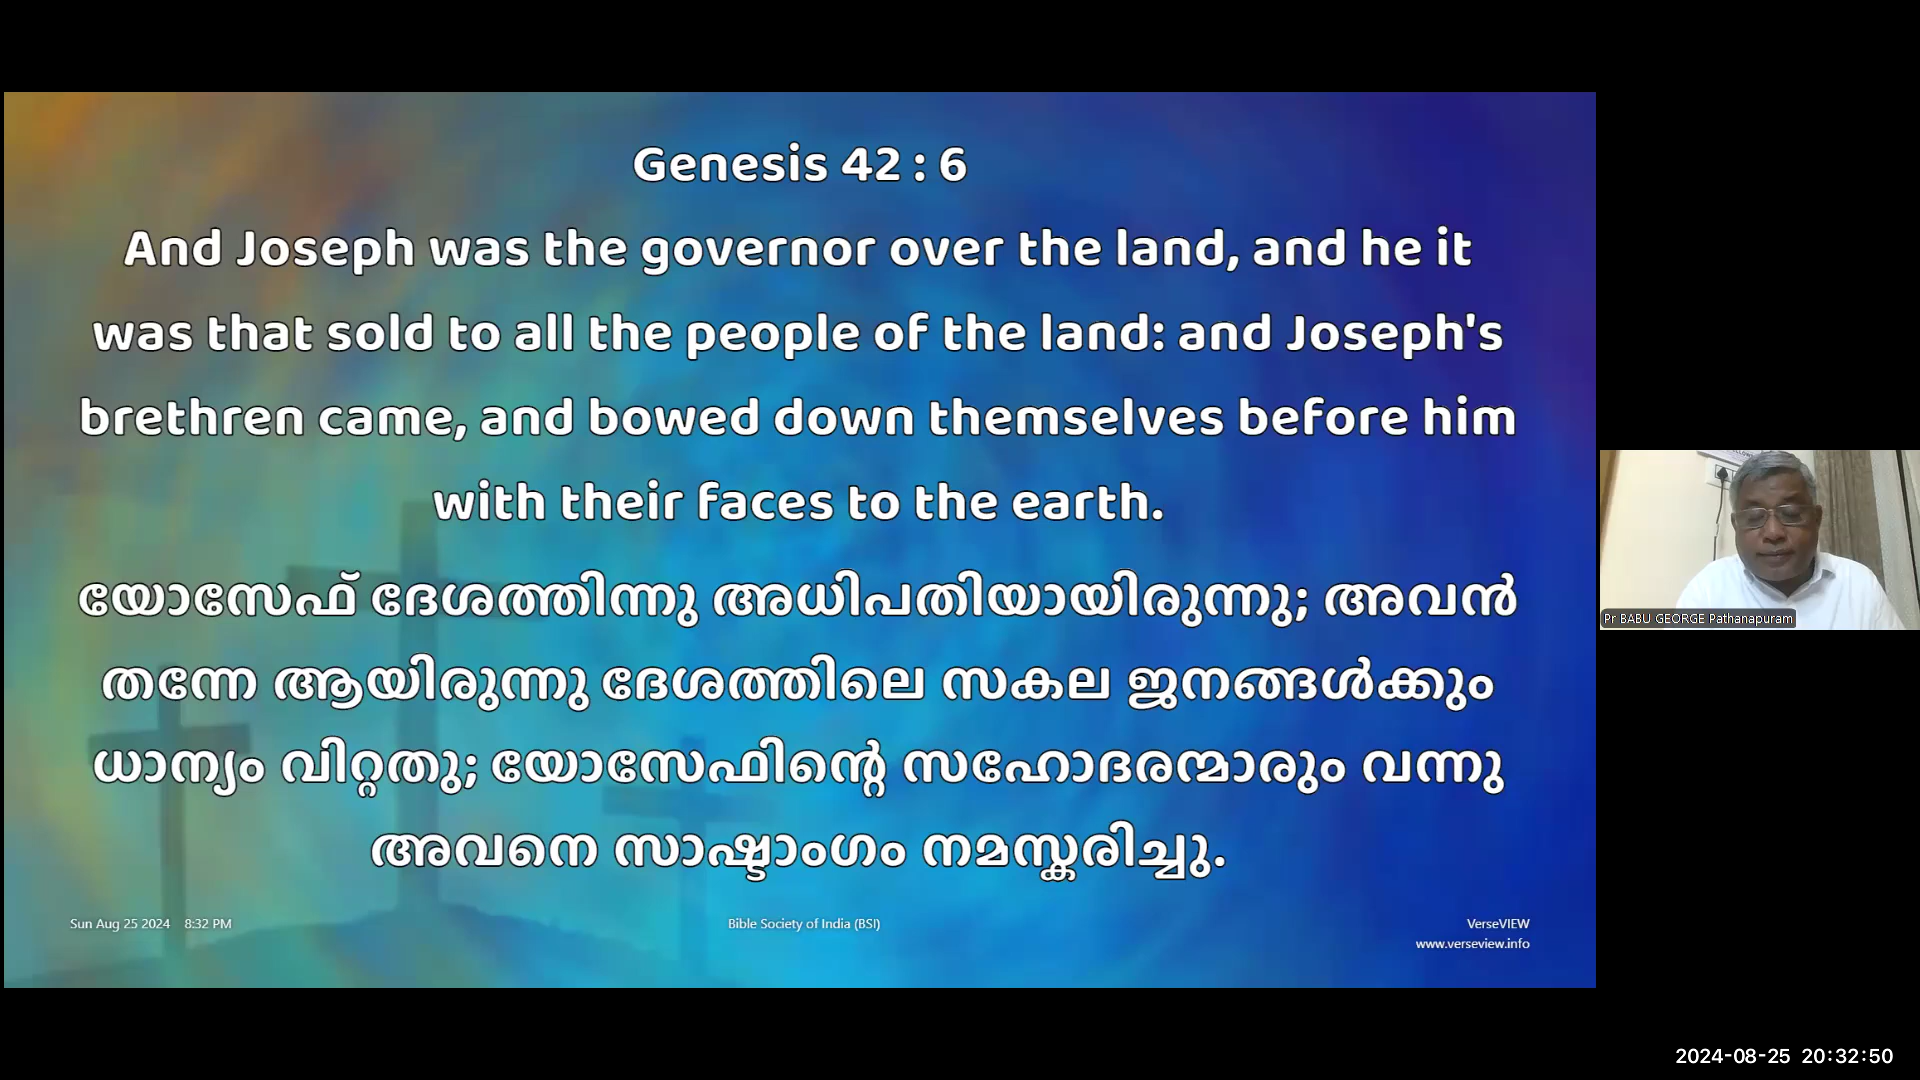 Genesis 42 : 6
And Joseph was the governor over the land, and he it
was that sold to all the people of the land: and Joseph's
brethren came, and bowed down themselves before him
with their faces to the earth.
യോസേഫ് ദേശത്തിന്നു അധിപതിയായിരുന്നു; അവൻ
തന്നേ ആയിരുന്നു ദേശത്തിലെ സകല ജനങ്ങൾക്കും
ധാന്യം വിറ്റതു; യോസേഫിന്റെ സഹോദരന്മാരും വന്നു
അവനെ സാഷ്ടാംഗം നമസ്കരിച്ചു.
Sun Aug 25 2024 8:32 PM
Bible Society of India (BSI)
VerseVIEW
www.verseview.info
Pr BABU GEORGE Pathanapuram
2024-08-25 20:32:50